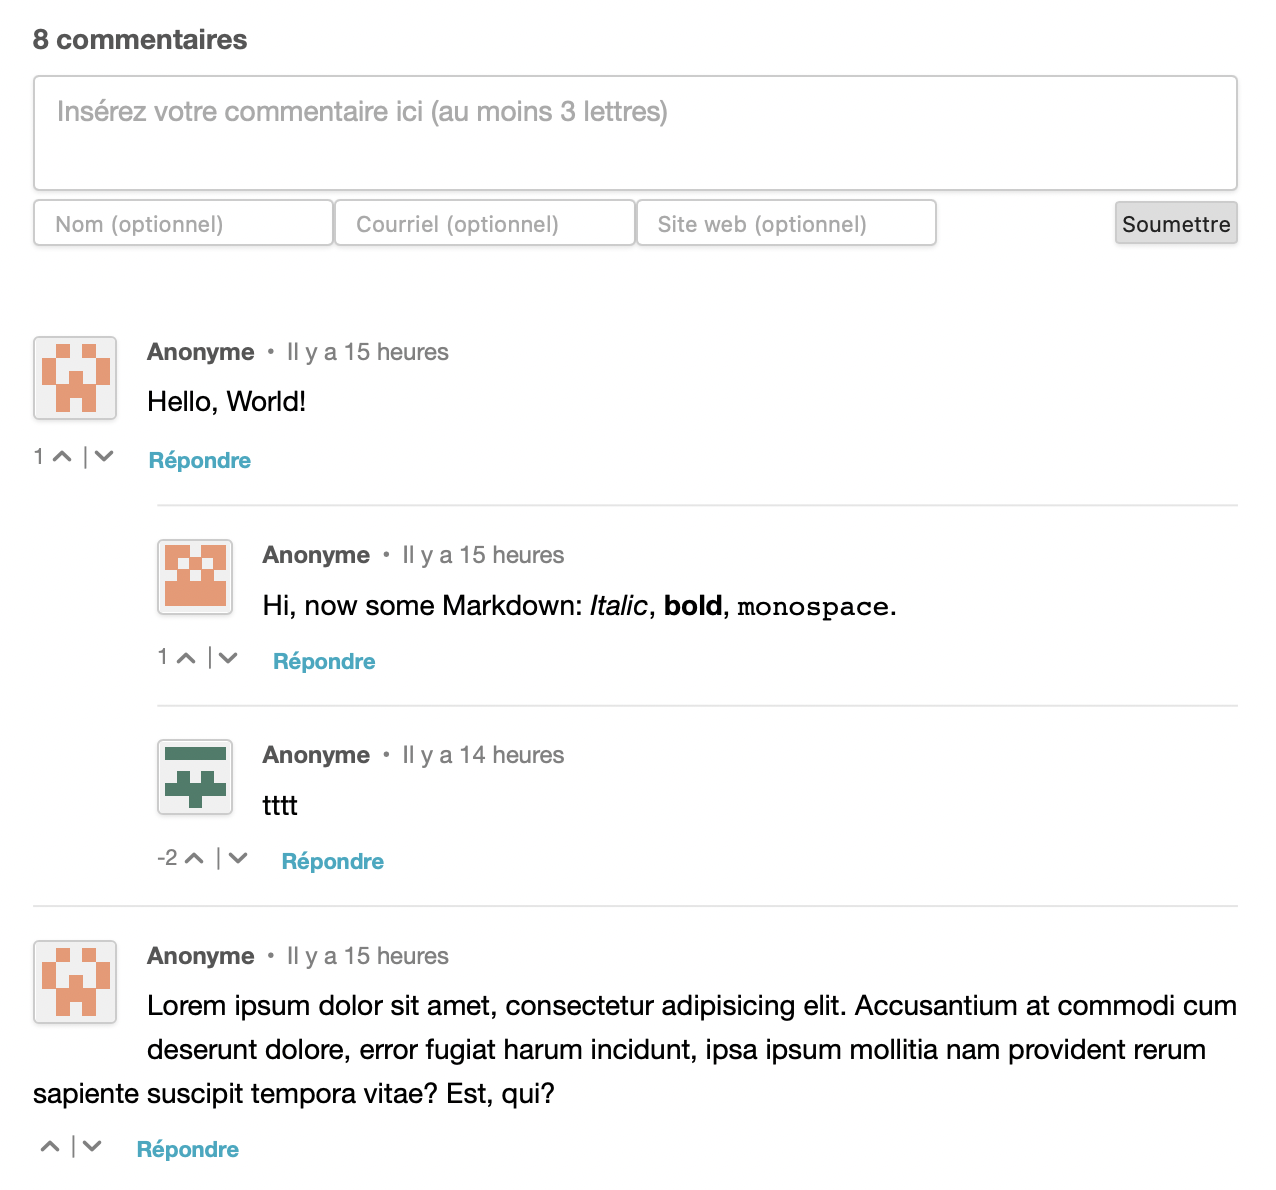 8 commentaires
Insérez votre commentaire ici (au moins 3 lettres)
Nom (optionnel) Courriel (optionnel) Site web (optionnel) Soumettre
Anonyme • Il y a 15 heures
Hello, World!
1 | Répondre
Anonyme • Il y a 15 heures
Hi, now some Markdown: Italic, bold, monospace.
1 | Répondre
Anonyme • Il y a 14 heures
tttt
-2 | Répondre
Anonyme • Il y a 15 heures
Lorem ipsum dolor sit amet, consectetur adipisicing elit. Accusantium at commodi cum
deserunt dolore, error fugiat harum incidunt, ipsa ipsum mollitia nam provident rerum
sapiente suscipit tempora vitae? Est, qui?
| Répondre